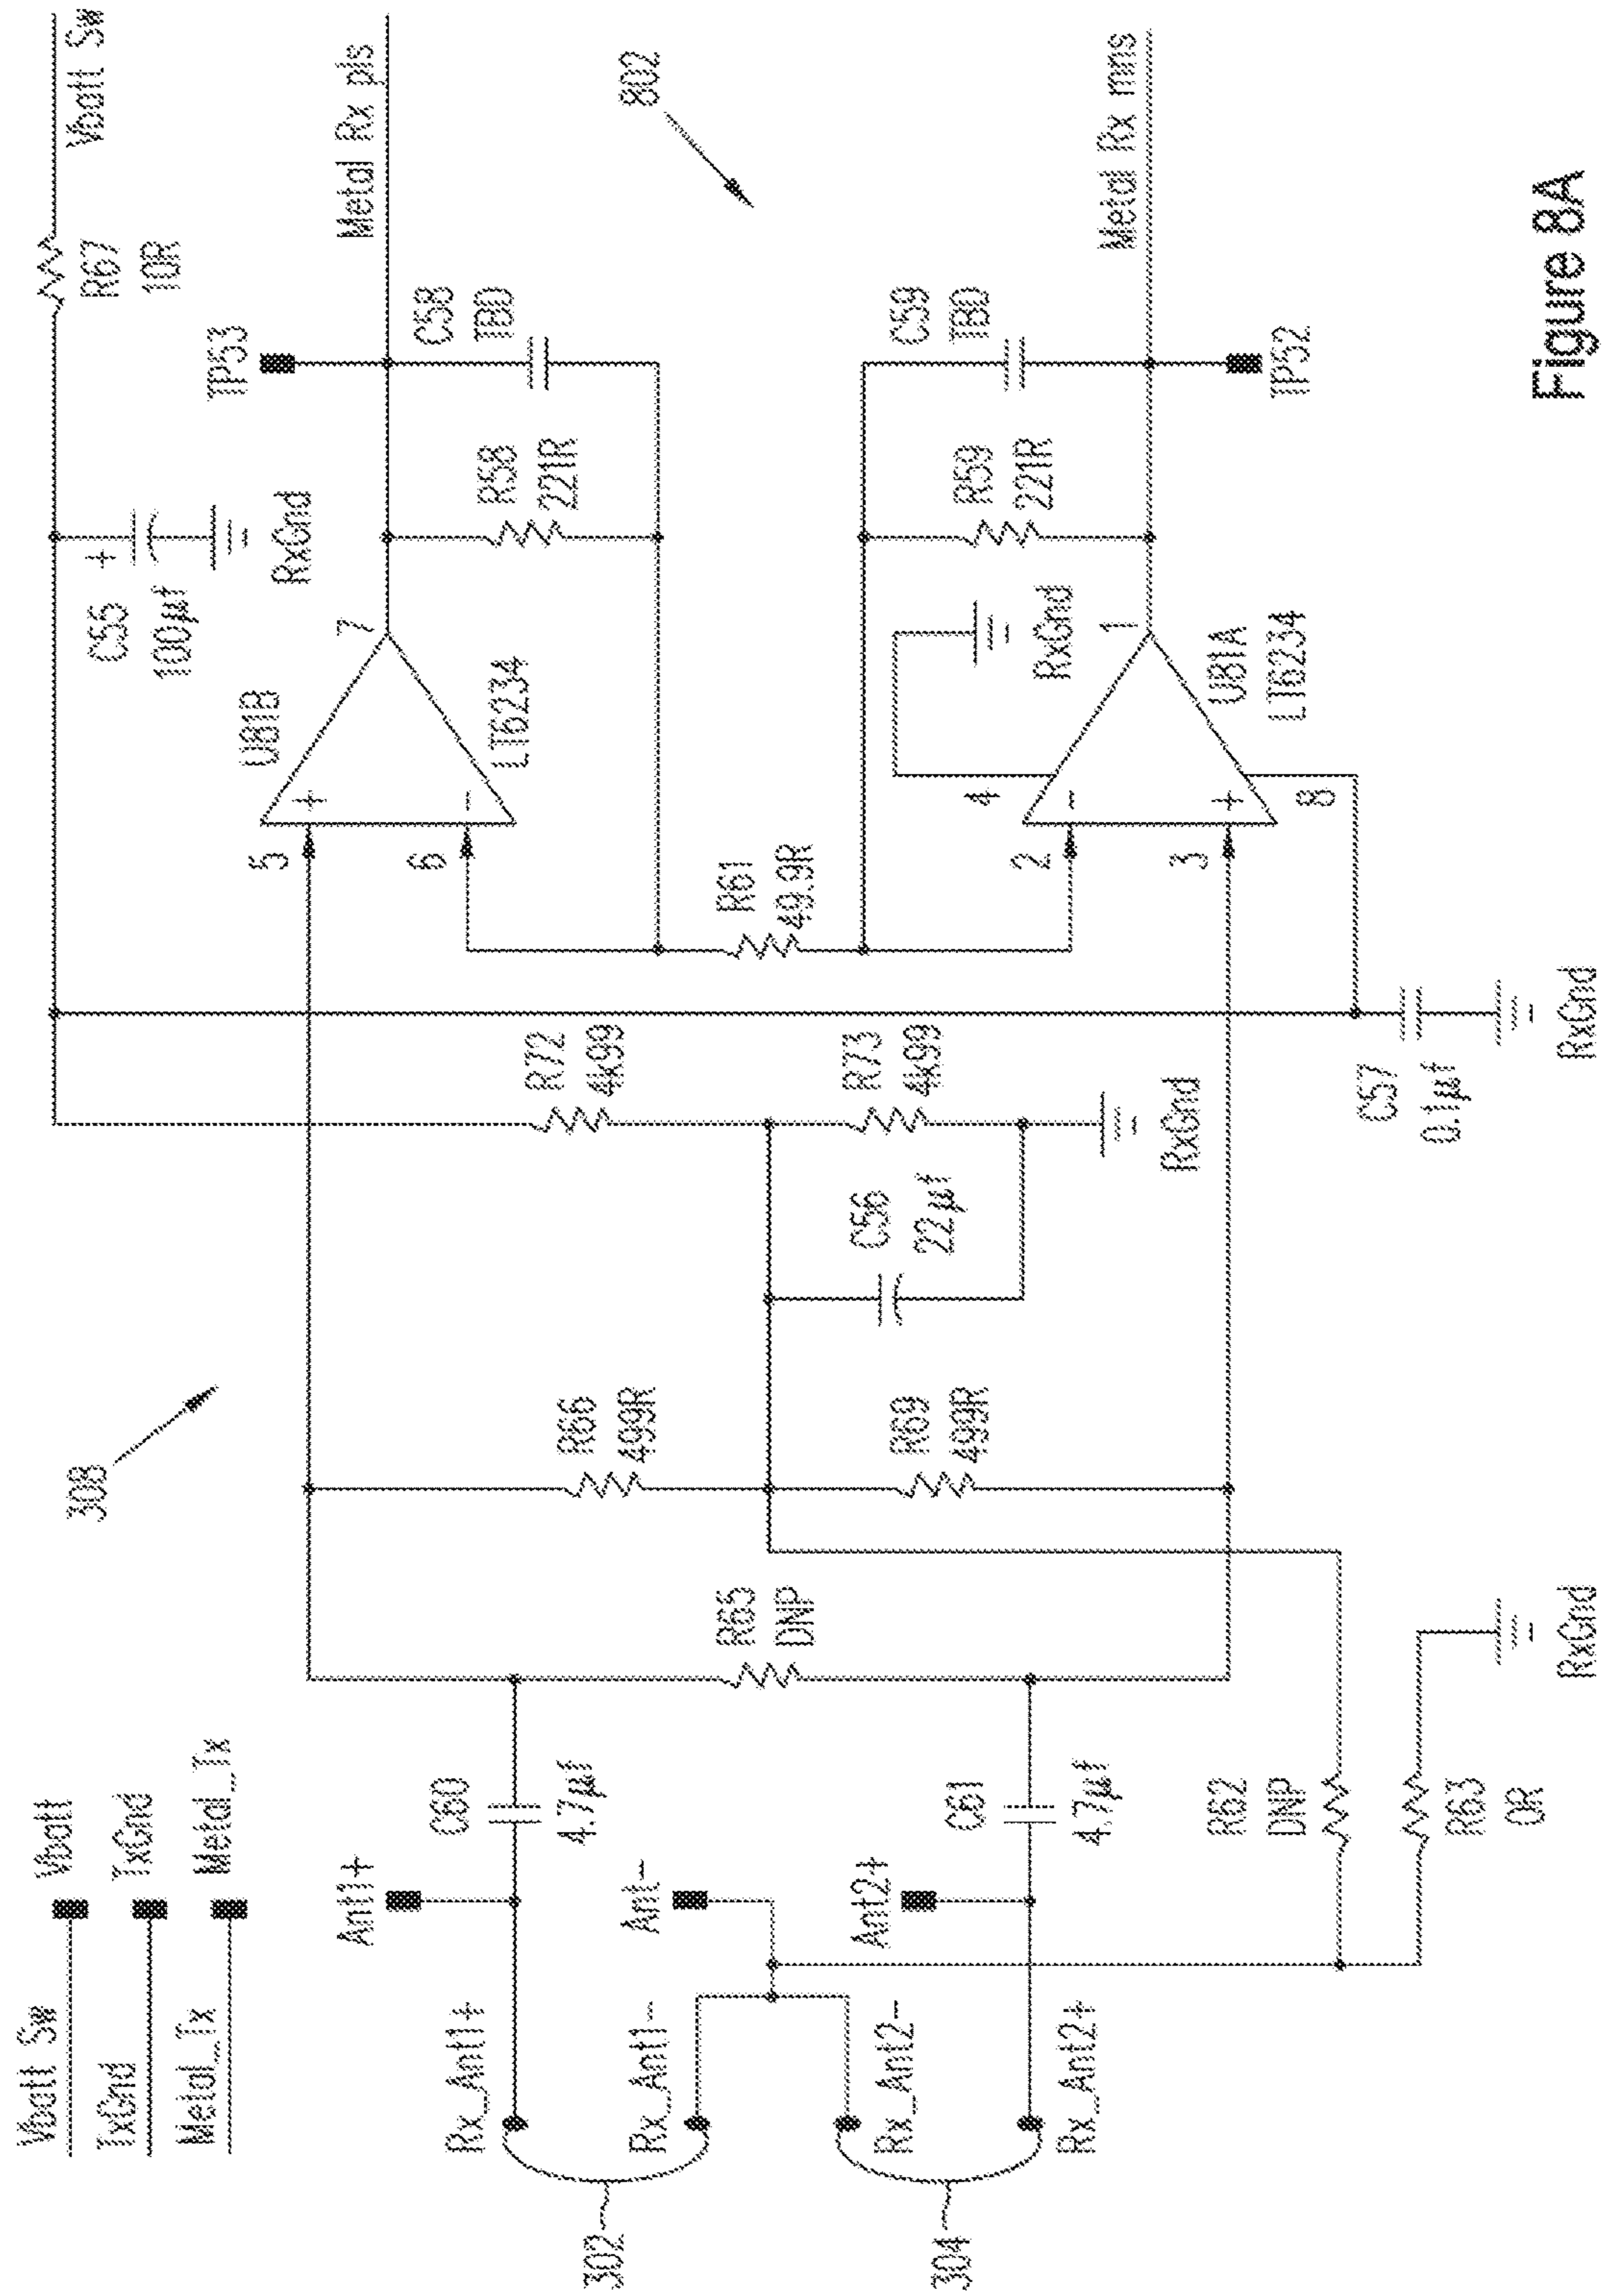 Vbatt Sw
Vbatt
TxGnd
TxGnd
Metal_Tx
Metal_Tx
308
Vbatt Sw
R67
10R
C55
+
100µf
RxGnd
TP53
Metal Rx pls
802
U81B
5
+
6
-
7
LT6234
C58
TBD
R58
221R
R61
49.9R
C59
TBD
R59
221R
RxGnd
4
2
-
3
+
8
1
U81A
LT6234
Metal Rx mns
TP52
R72
4k99
R73
4k99
C56
22µf
RxGnd
C57
0.1µf
RxGnd
R66
499R
R69
499R
R65
DNP
Ant1+
C60
4.7µf
Ant-
Ant2+
C61
4.7µf
R62
DNP
R63
0R
RxGnd
Rx_Ant1+
Rx_Ant1-
Rx_Ant2-
Rx_Ant2+
302
304
Figure 8A